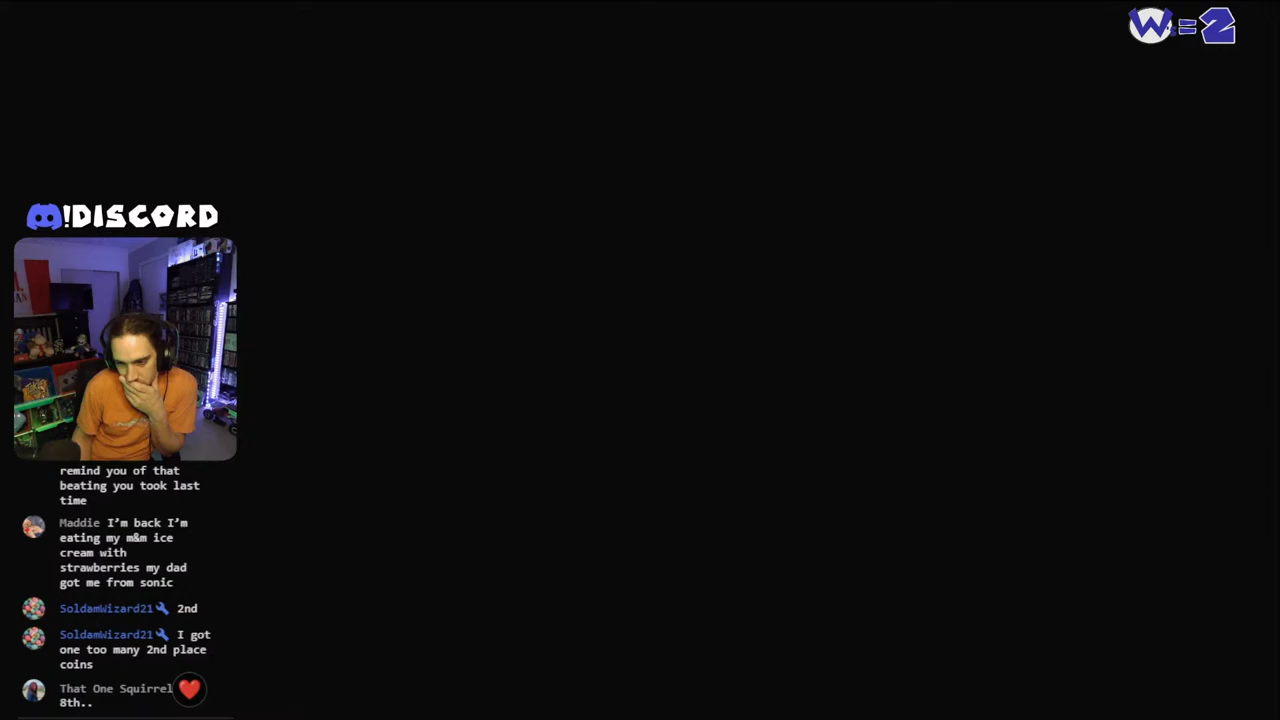 W=2
!DISCORD
remind you of that
beating you took last
time
Maddie I'm back I'm
eating my m&m ice
cream with
strawberries my dad
got me from sonic
SoldamWizard21 2nd
SoldamWizard21 I got
one too many 2nd place
coins
That One Squirrel
8th..